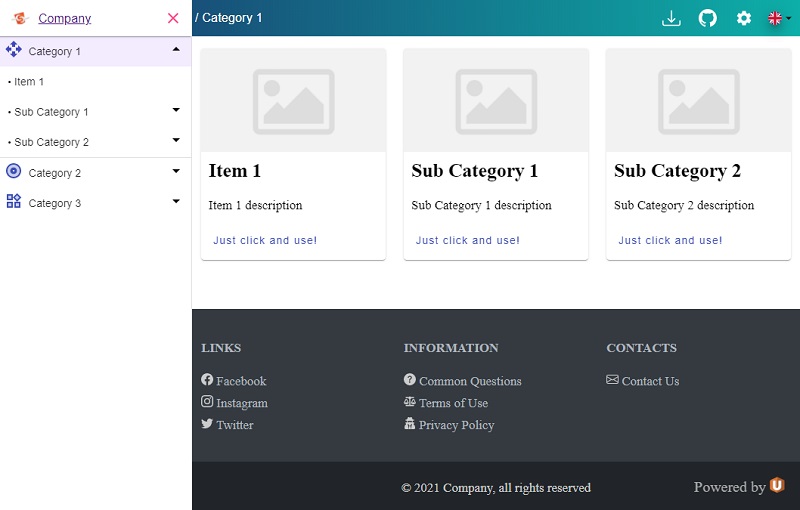 Company
Category 1
• Item 1
• Sub Category 1
• Sub Category 2
Category 2
Category 3
/ Category 1
Item 1
Item 1 description
Just click and use!
Sub Category 1
Sub Category 1 description
Just click and use!
Sub Category 2
Sub Category 2 description
Just click and use!
LINKS
Facebook
Instagram
Twitter
INFORMATION
Common Questions
Terms of Use
Privacy Policy
CONTACTS
Contact Us
© 2021 Company, all rights reserved
Powered by U